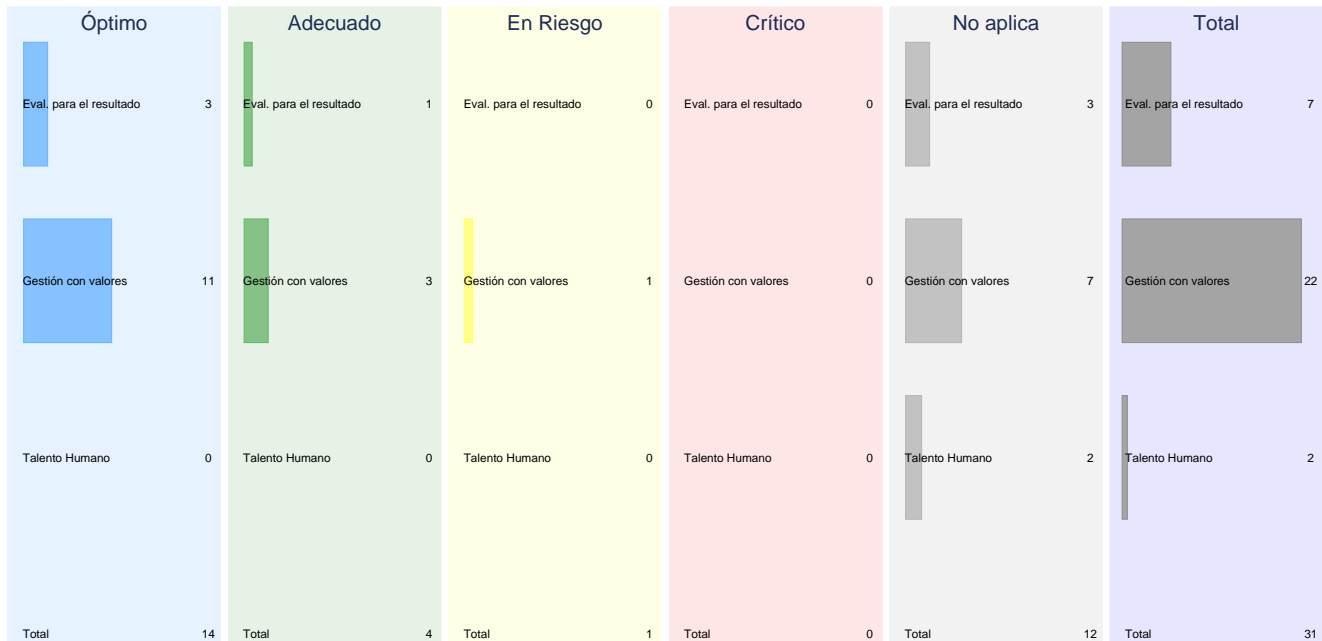 Óptimo Adecuado En Riesgo Crítico No aplica Total
Eval. para el resultado 3 Eval. para el resultado 1 Eval. para el resultado 0 Eval. para el resultado 0 Eval. para el resultado 3 Eval. para el resultado 7
Gestión con valores 11 Gestión con valores 3 Gestión con valores 1 Gestión con valores 0 Gestión con valores 7 Gestión con valores 22
Talento Humano 0 Talento Humano 0 Talento Humano 0 Talento Humano 0 Talento Humano 2 Talento Humano 2
Total 14 Total 4 Total 1 Total 0 Total 12 Total 31